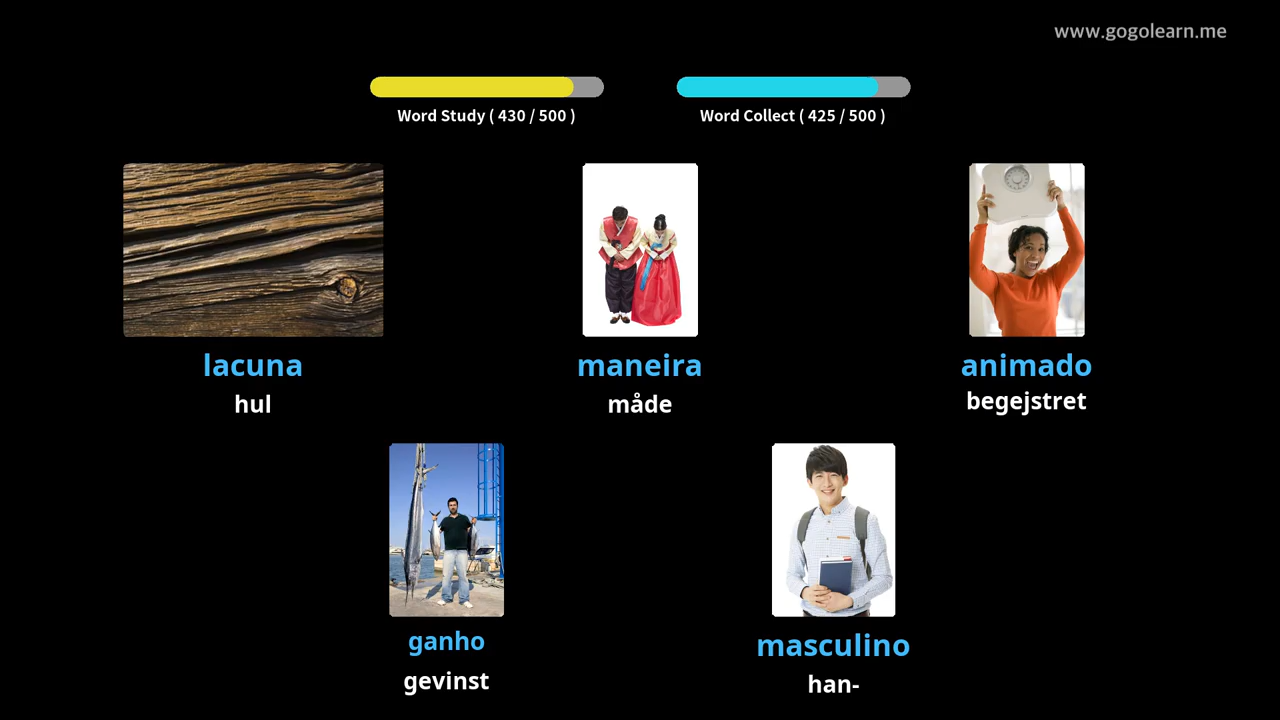 www.gogolearn.me
Word Study ( 430 / 500 )
Word Collect ( 425 / 500 )
lacuna
hul
maneira
måde
animado
begejstret
ganho
gevinst
masculino
han-